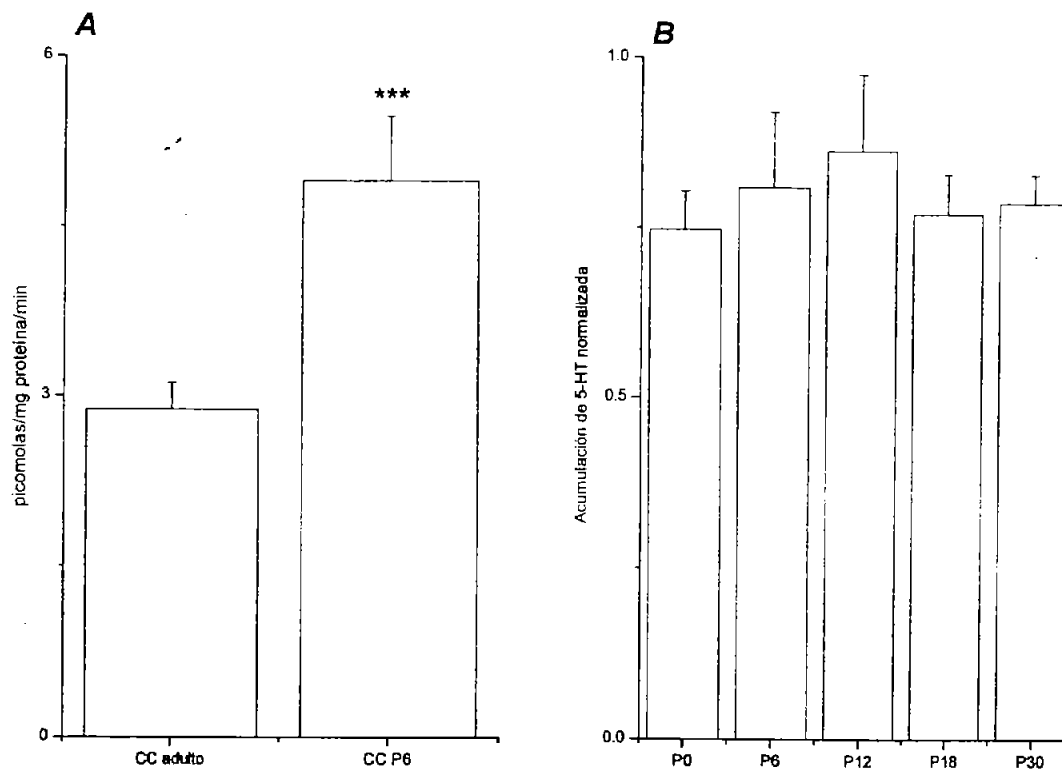 A
6
3
0
picomolas/mg proteína/min
***
CC adulto
CC P6
B
1.0
0.5
0.0
Acumulación de 5-HT normalizada
P0
P6
P12
P18
P30